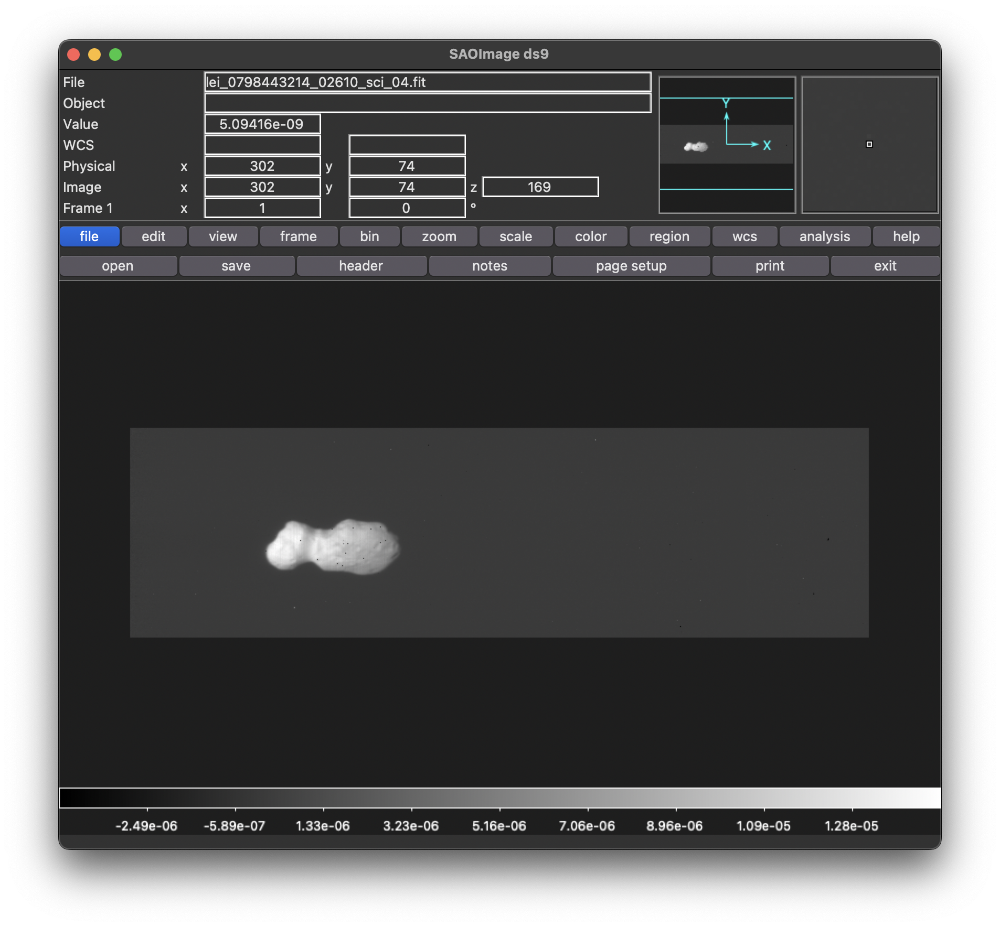 SAOImage ds9
File lei_0798443214_02610_sci_04.fit
Object
Value 5.09416e-09
WCS
Physical x 302 y 74
Image x 302 y 74 z 169
Frame 1 x 1 0 °
Y
X
file edit view frame bin zoom scale color region wcs analysis help
open save header notes page setup print exit
-2.49e-06 -5.89e-07 1.33e-06 3.23e-06 5.16e-06 7.06e-06 8.96e-06 1.09e-05 1.28e-05